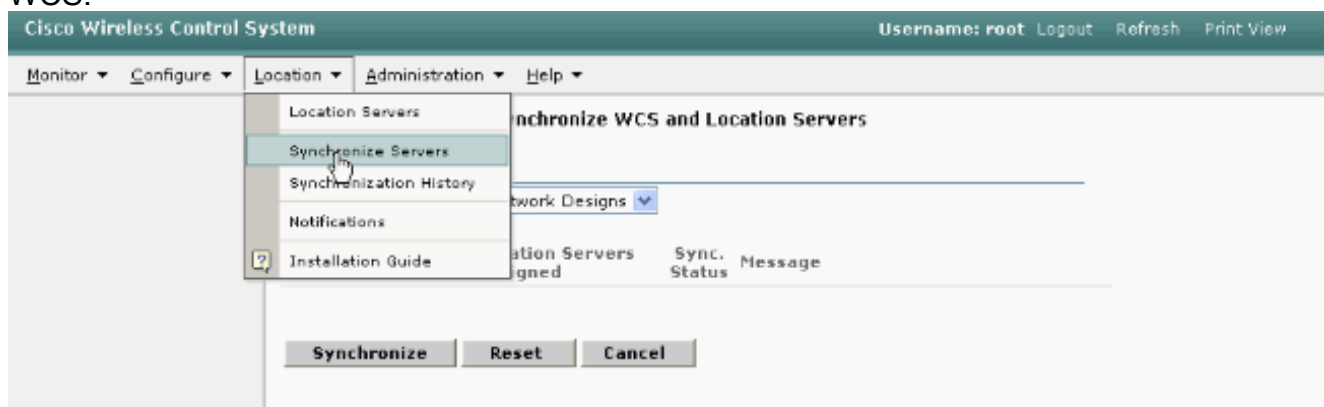 WCS.
Cisco Wireless Control System Username: root Logout Refresh Print View
Monitor Configure Location Administration Help
Location Servers
nchronize WCS and Location Servers
Synchronize Servers
Synchronization History
twork Designs
Notifications
ation Servers Sync. Message
igned Status
Installation Guide
Synchronize Reset Cancel